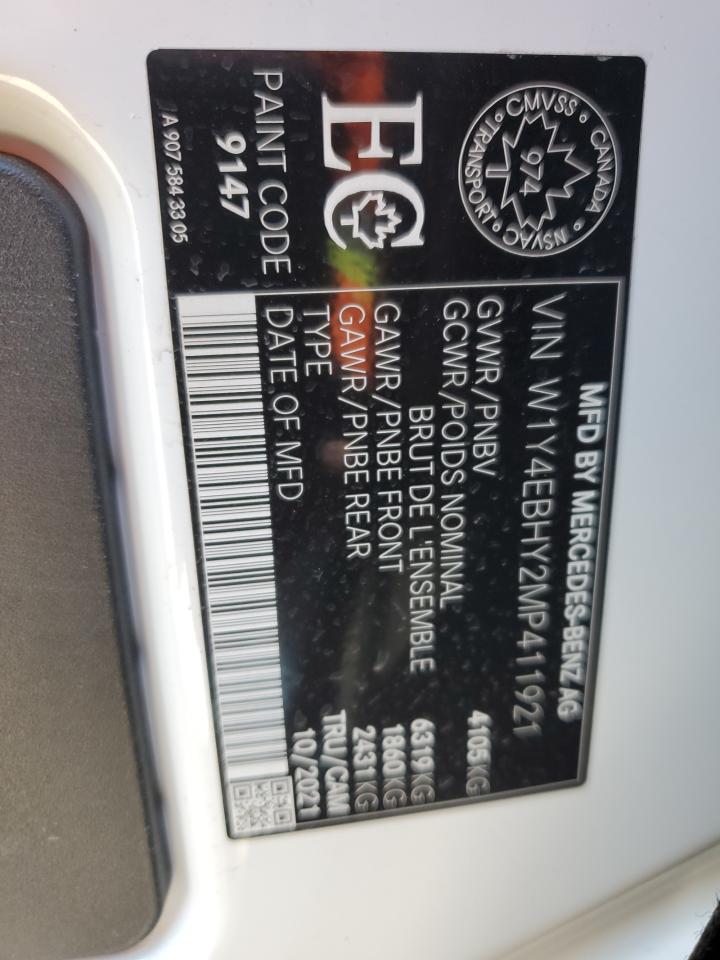 CMVSS • CANADA • NSVAC • TRANSPORT
974
EC
PAINT CODE
9147
A 907 584 33 05
MFD BY MERCEDES-BENZ AG
VIN W1Y4EBHY2MP411921
GVWR/PNBV 4105KG
GCWR/POIDS NOMINAL
BRUT DE L'ENSEMBLE 6319KG
GAWR/PNBE FRONT 1860KG
GAWR/PNBE REAR 2431KG
TYPE TRU/CAM
DATE OF MFD 10/2021